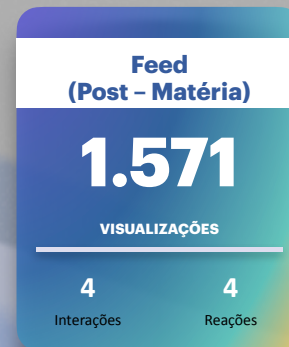 Feed
(Post – Matéria)
1.571
VISUALIZAÇÕES
4 4
Interações Reações